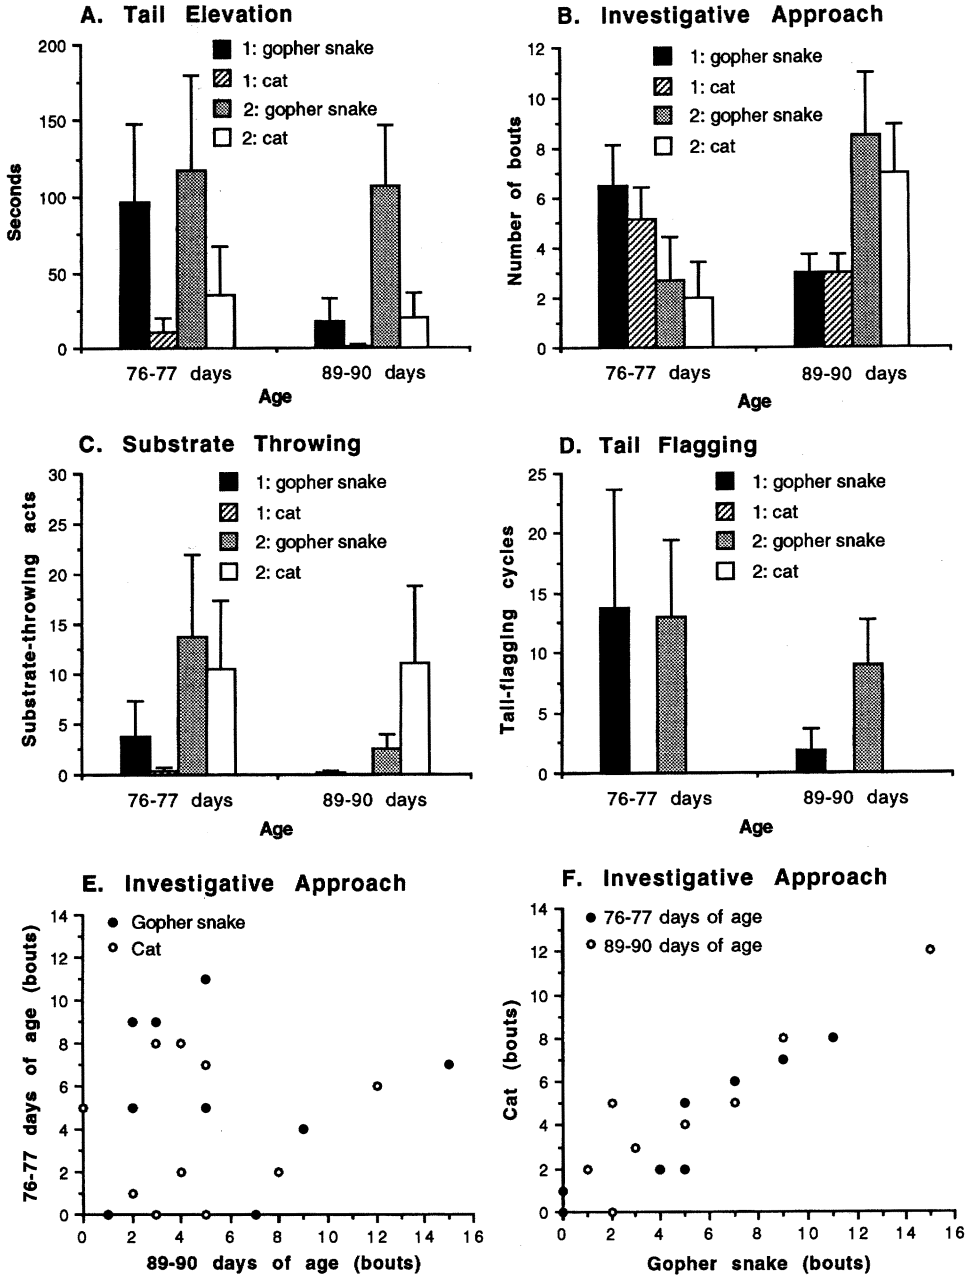 A. Tail Elevation
200
150
100
50
0
Seconds
1: gopher snake
1: cat
2: gopher snake
2: cat
76-77 days
89-90 days
Age
B. Investigative Approach
12
10
8
6
4
2
0
Number of bouts
1: gopher snake
1: cat
2: gopher snake
2: cat
76-77 days
89-90 days
Age
C. Substrate Throwing
30
25
20
15
10
5
0
Substrate-throwing acts
1: gopher snake
1: cat
2: gopher snake
2: cat
76-77 days
89-90 days
Age
D. Tail Flagging
25
20
15
10
5
0
Tail-flagging cycles
1: gopher snake
1: cat
2: gopher snake
2: cat
76-77 days
89-90 days
Age
E. Investigative Approach
14
12
10
8
6
4
2
0
76-77 days of age (bouts)
Gopher snake
Cat
0 2 4 6 8 10 12 14 16
89-90 days of age (bouts)
F. Investigative Approach
14
12
10
8
6
4
2
0
Cat (bouts)
76-77 days of age
89-90 days of age
0 2 4 6 8 10 12 14 16
Gopher snake (bouts)